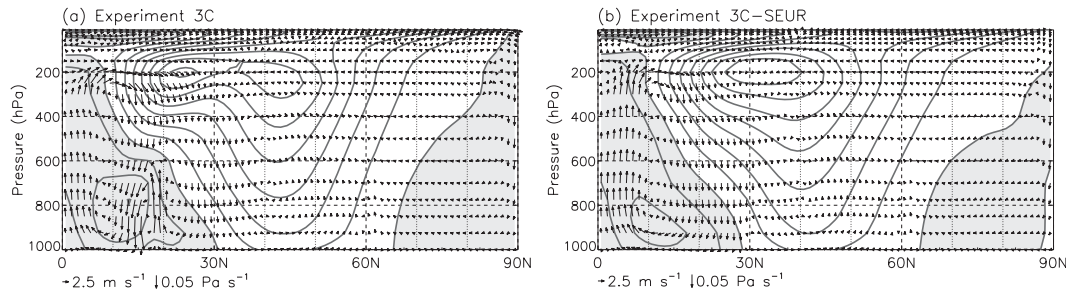 (a) Experiment 3C
(b) Experiment 3C−SEUR
Pressure (hPa)
200
400
600
800
1000
0
30N
60N
90N
2.5 m s⁻¹
0.05 Pa s⁻¹
Pressure (hPa)
200
400
600
800
1000
0
30N
60N
90N
2.5 m s⁻¹
0.05 Pa s⁻¹